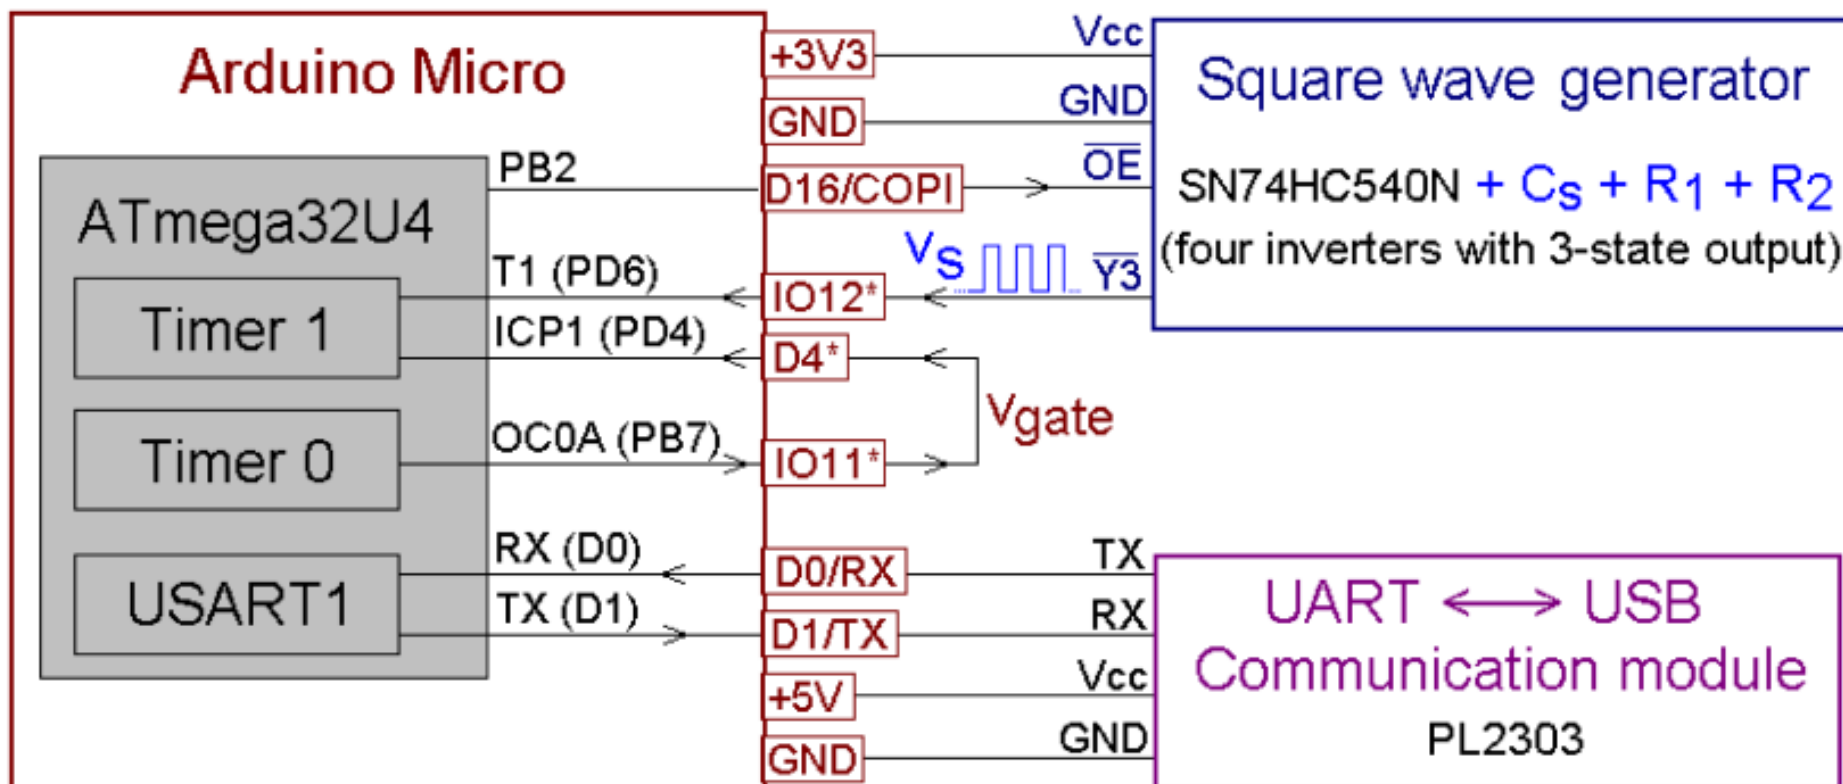 Arduino Micro
ATmega32U4
Timer 1
Timer 0
USART1
PB2
T1 (PD6)
ICP1 (PD4)
OC0A (PB7)
RX (D0)
TX (D1)
+3V3
GND
D16/COPI
IO12*
D4*
IO11*
D0/RX
D1/TX
+5V
GND
Vcc
GND
OE
VS
Y3
Vgate
TX
RX
Vcc
GND
Square wave generator
SN74HC540N + CS + R1 + R2
(four inverters with 3-state output)
UART <--> USB
Communication module
PL2303